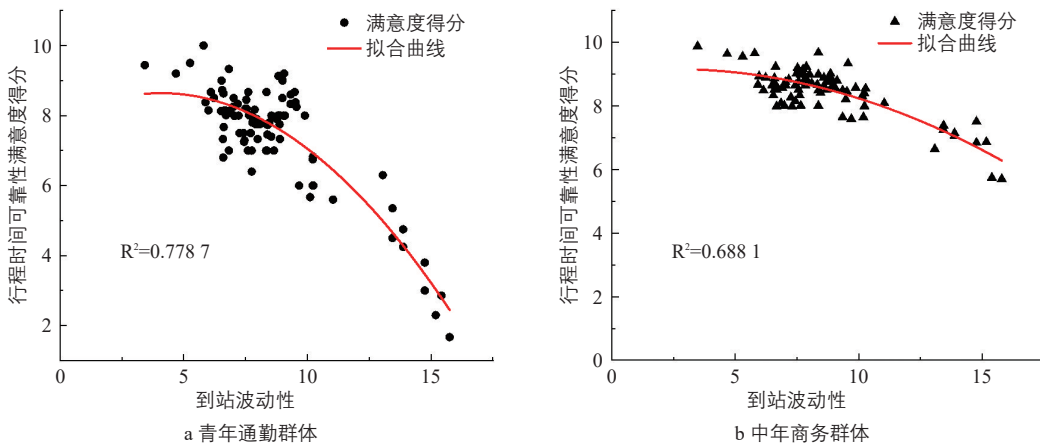 满意度得分
拟合曲线
行程时间可靠性满意度得分
10
8
6
4
2
R²=0.778 7
0
5
10
15
到站波动性
a 青年通勤群体
满意度得分
拟合曲线
行程时间可靠性满意度得分
10
8
6
4
2
0
R²=0.688 1
0
5
10
15
到站波动性
b 中年商务群体